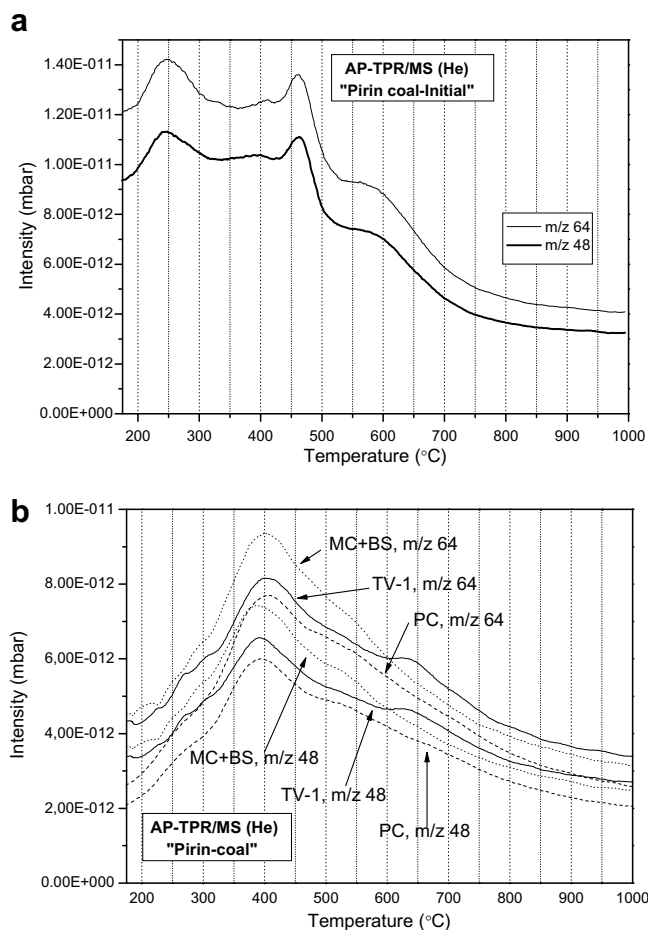 a
AP-TPR/MS (He)
"Pirin coal-Initial"
m/z 64
m/z 48
Intensity (mbar)
1.40E-011
1.20E-011
1.00E-011
8.00E-012
6.00E-012
4.00E-012
2.00E-012
0.00E+000
200 300 400 500 600 700 800 900 1000
Temperature (°C)
b
1.00E-011
8.00E-012
6.00E-012
4.00E-012
2.00E-012
0.00E+000
Intensity (mbar)
MC+BS, m/z 64
TV-1, m/z 64
PC, m/z 64
MC+BS, m/z 48
TV-1, m/z 48
PC, m/z 48
AP-TPR/MS (He)
"Pirin-coal"
200 300 400 500 600 700 800 900 1000
Temperature (°C)